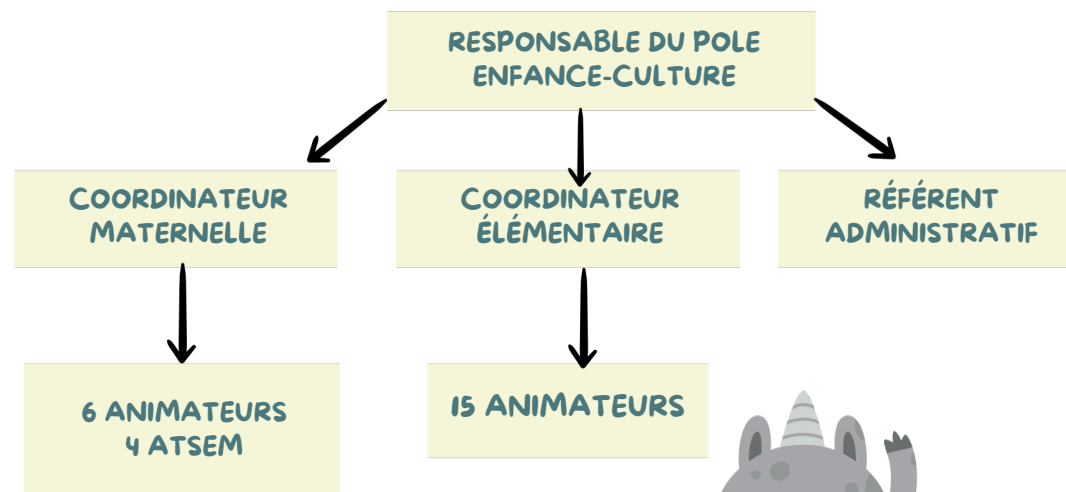 RESPONSABLE DU POLE
ENFANCE-CULTURE
COORDINATEUR
MATERNELLE
COORDINATEUR
ÉLÉMENTAIRE
RÉFÉRENT
ADMINISTRATIF
6 ANIMATEURS
4 ATSEM
15 ANIMATEURS